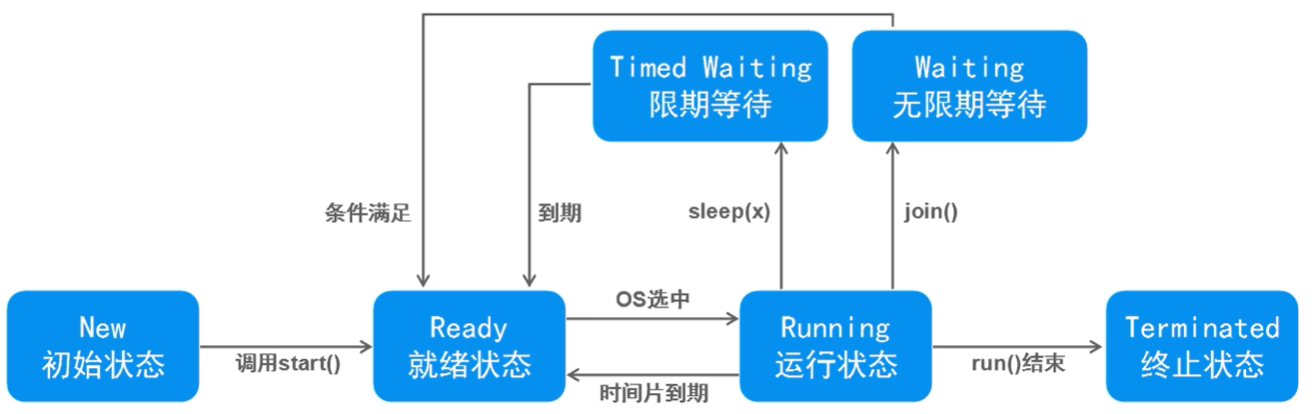 Timed Waiting
限期等待
Waiting
无限期等待
条件满足
到期
sleep(x)
join()
New
初始状态
调用start()
Ready
就绪状态
OS选中
时间片到期
Running
运行状态
run()结束
Terminated
终止状态